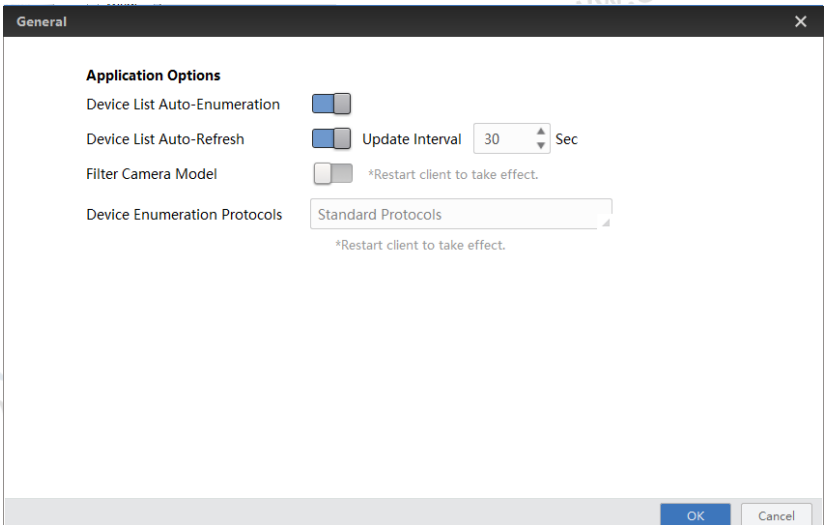 General
Application Options
Device List Auto-Enumeration
Device List Auto-Refresh Update Interval 30 Sec
Filter Camera Model *Restart client to take effect.
Device Enumeration Protocols Standard Protocols
*Restart client to take effect.
OK Cancel